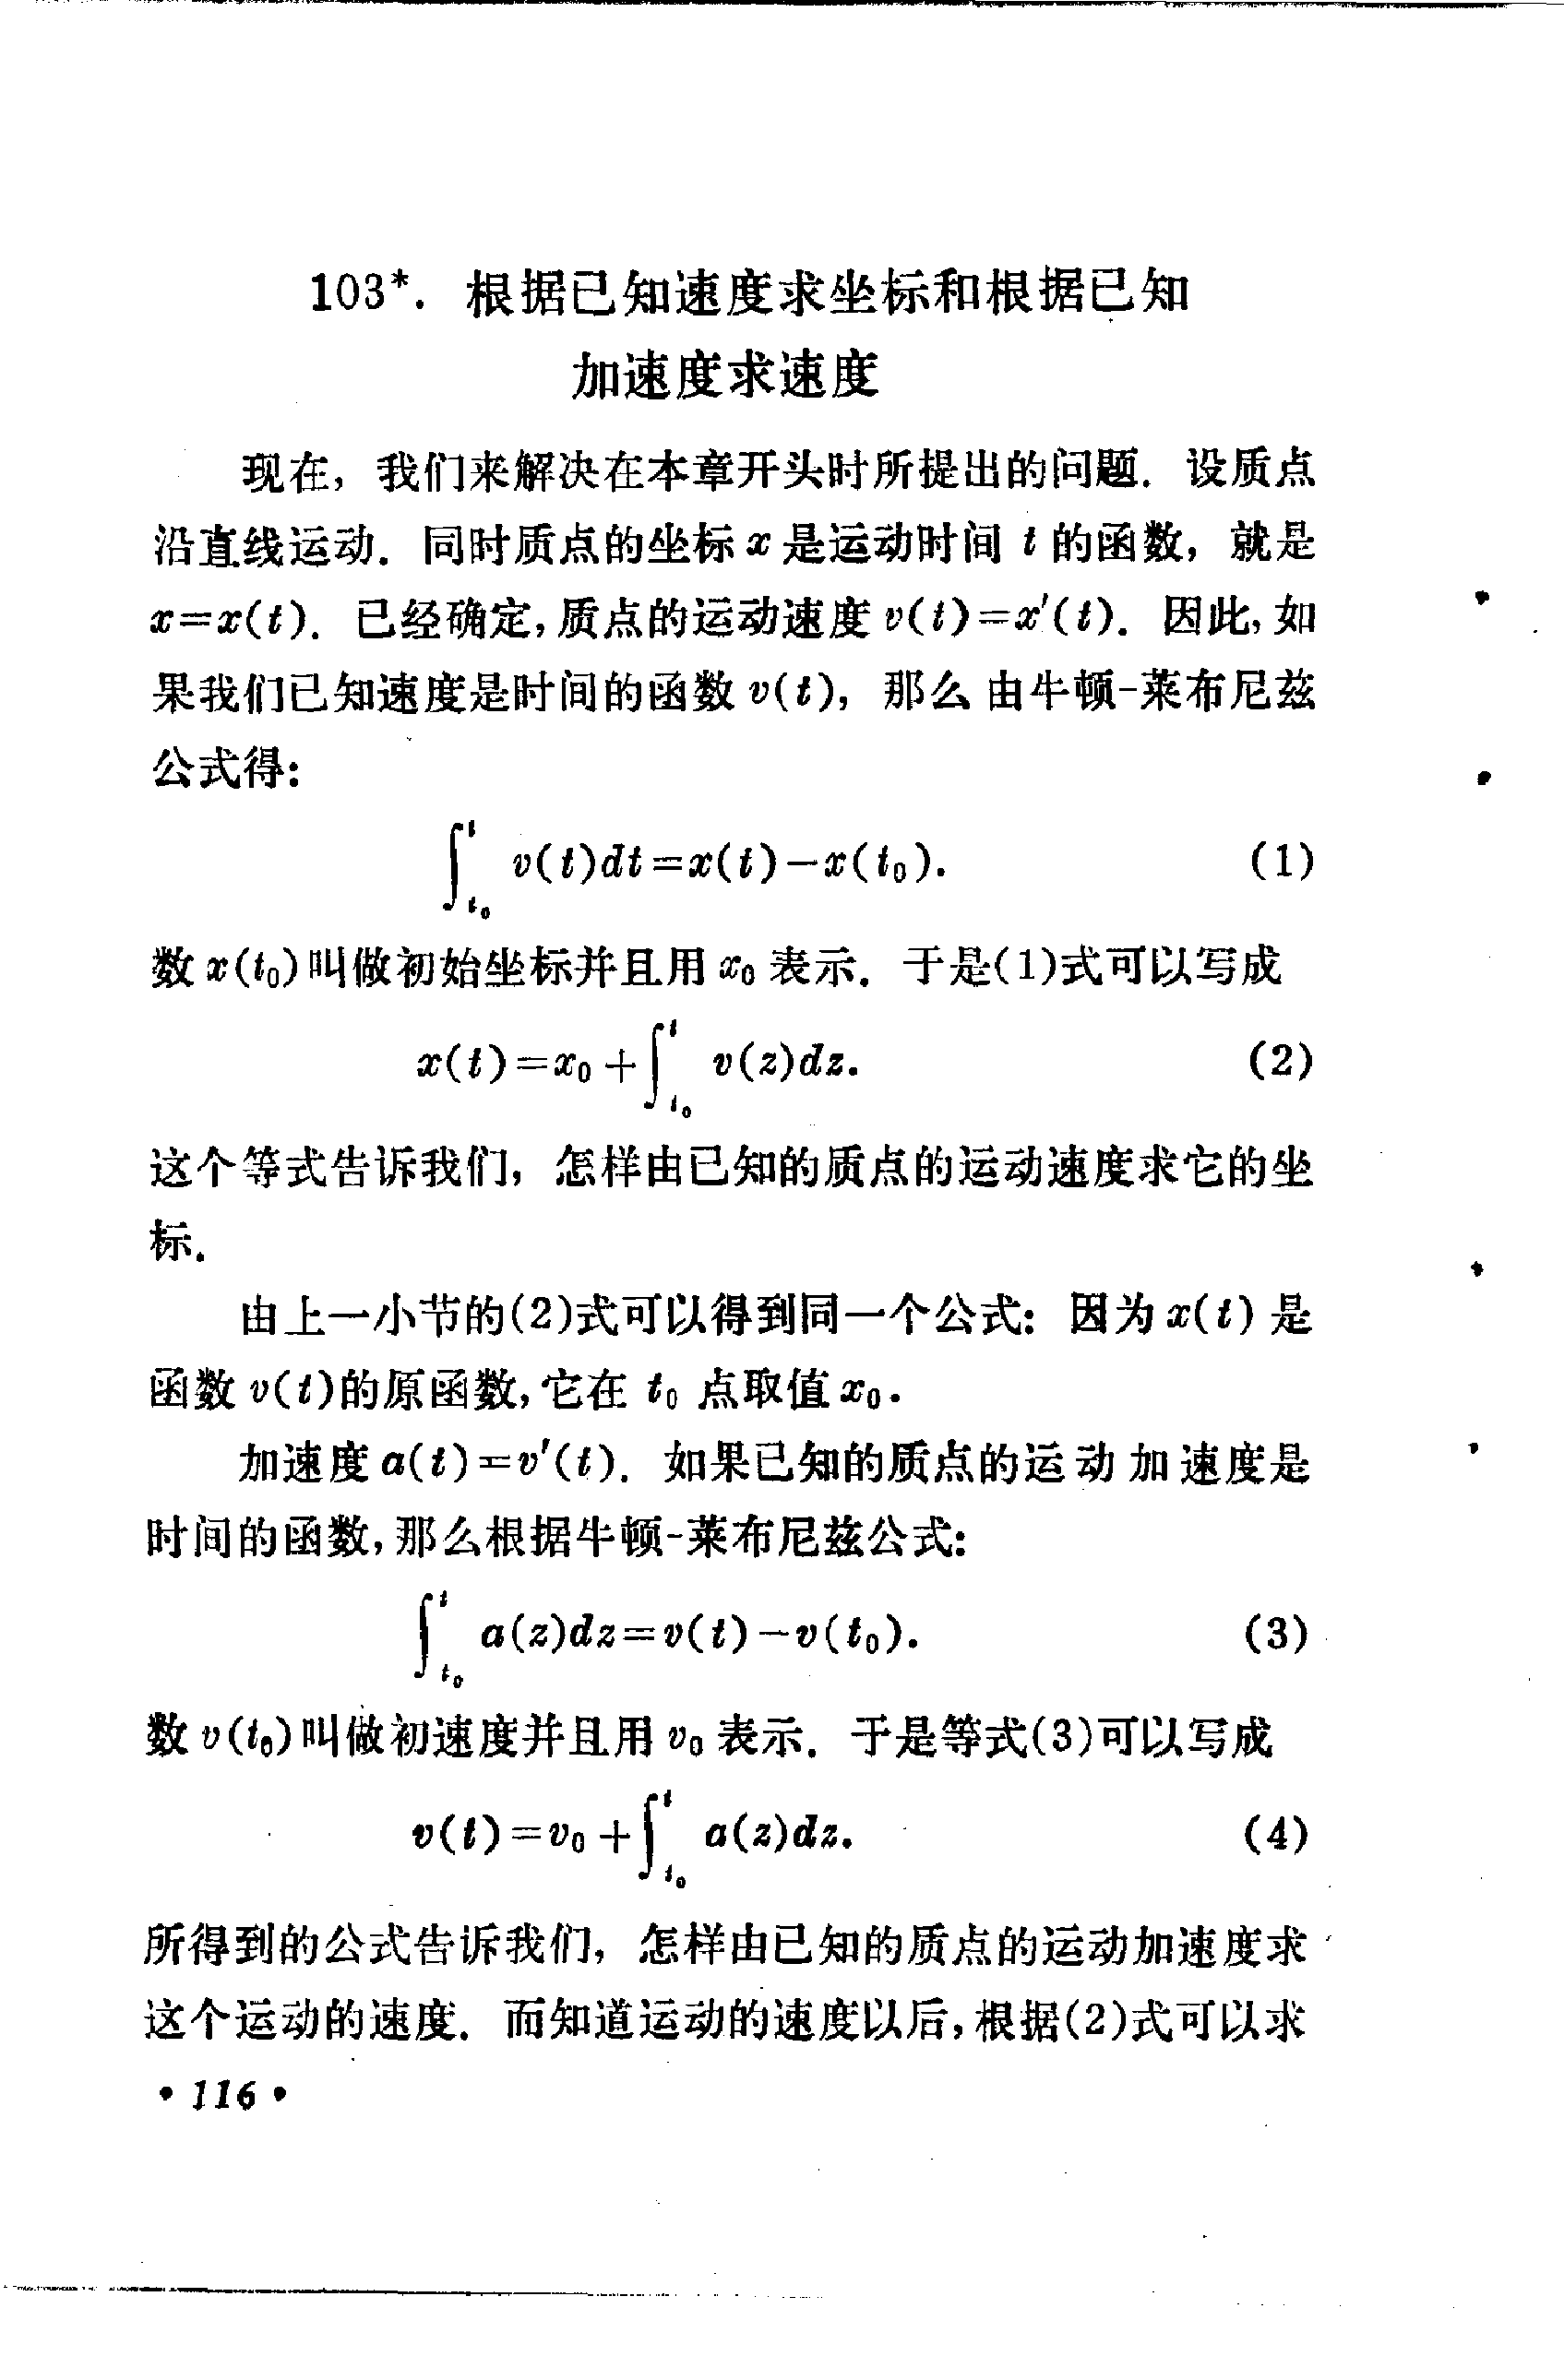 103*. 根据已知速度求坐标和根据已知
加速度求速度
现在，我们来解决在本章开头时所提出的问题．设质点
沿直线运动．同时质点的坐标 x 是运动时间 t 的函数，就是
x=x(t)．已经确定，质点的运动速度 v(t)=x′(t)．因此，如
果我们已知速度是时间的函数 v(t)，那么由牛顿-莱布尼兹
公式得：
∫_{t₀}^{t} v(t)dt=x(t)−x(t₀). (1)
数 x(t₀)叫做初始坐标并且用 x₀ 表示．于是(1)式可以写成
x(t)=x₀+∫_{t₀}^{t} v(z)dz. (2)
这个等式告诉我们，怎样由已知的质点的运动速度求它的坐
标．
由上一小节的(2)式可以得到同一个公式：因为 x(t) 是
函数 v(t)的原函数，它在 t₀ 点取值 x₀．
加速度 a(t)=v′(t)．如果已知的质点的运动加速度是
时间的函数，那么根据牛顿-莱布尼兹公式：
∫_{t₀}^{t} a(z)dz=v(t)−v(t₀). (3)
数 v(t₀)叫做初速度并且用 v₀ 表示．于是等式(3)可以写成
v(t)=v₀+∫_{t₀}^{t} a(z)dz. (4)
所得到的公式告诉我们，怎样由已知的质点的运动加速度求
这个运动的速度．而知道运动的速度以后，根据(2)式可以求
• 116 •